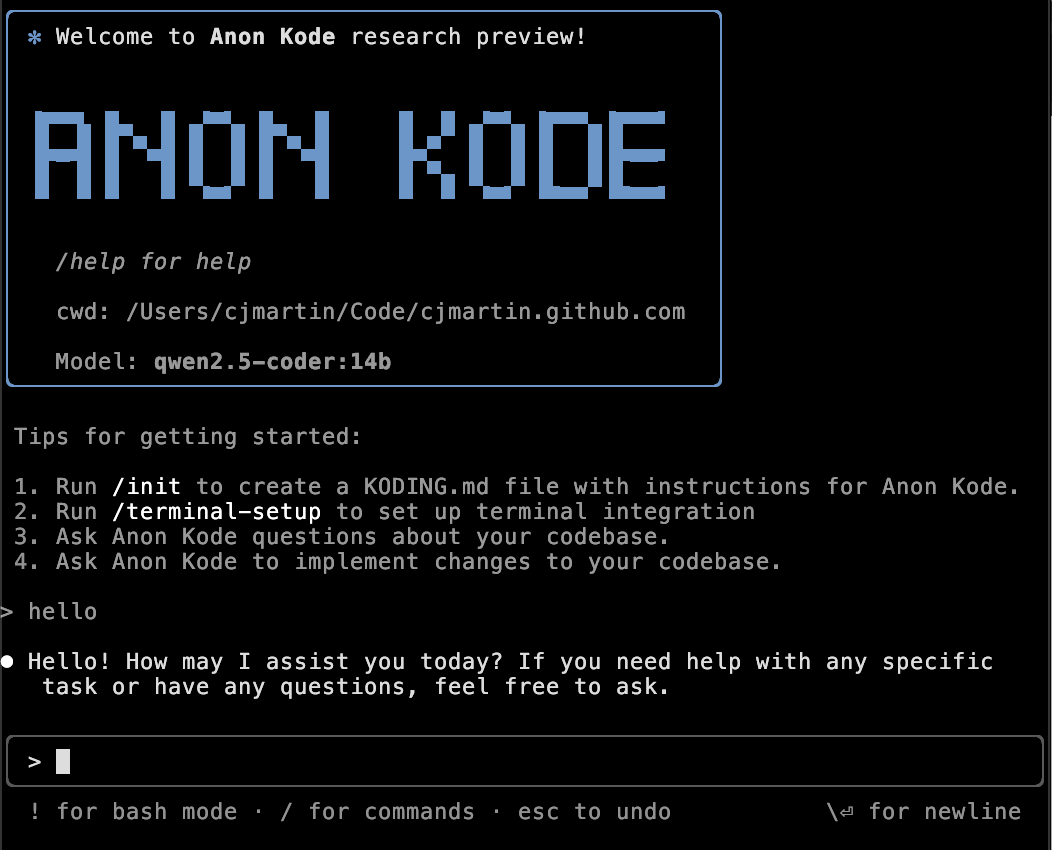 ✻ Welcome to Anon Kode research preview!
ANON KODE
/help for help
cwd: /Users/cjmartin/Code/cjmartin.github.com
Model: qwen2.5-coder:14b
Tips for getting started:
1. Run /init to create a KODING.md file with instructions for Anon Kode.
2. Run /terminal-setup to set up terminal integration
3. Ask Anon Kode questions about your codebase.
4. Ask Anon Kode to implement changes to your codebase.
> hello
● Hello! How may I assist you today? If you need help with any specific
task or have any questions, feel free to ask.
>
! for bash mode · / for commands · esc to undo \⏎ for newline